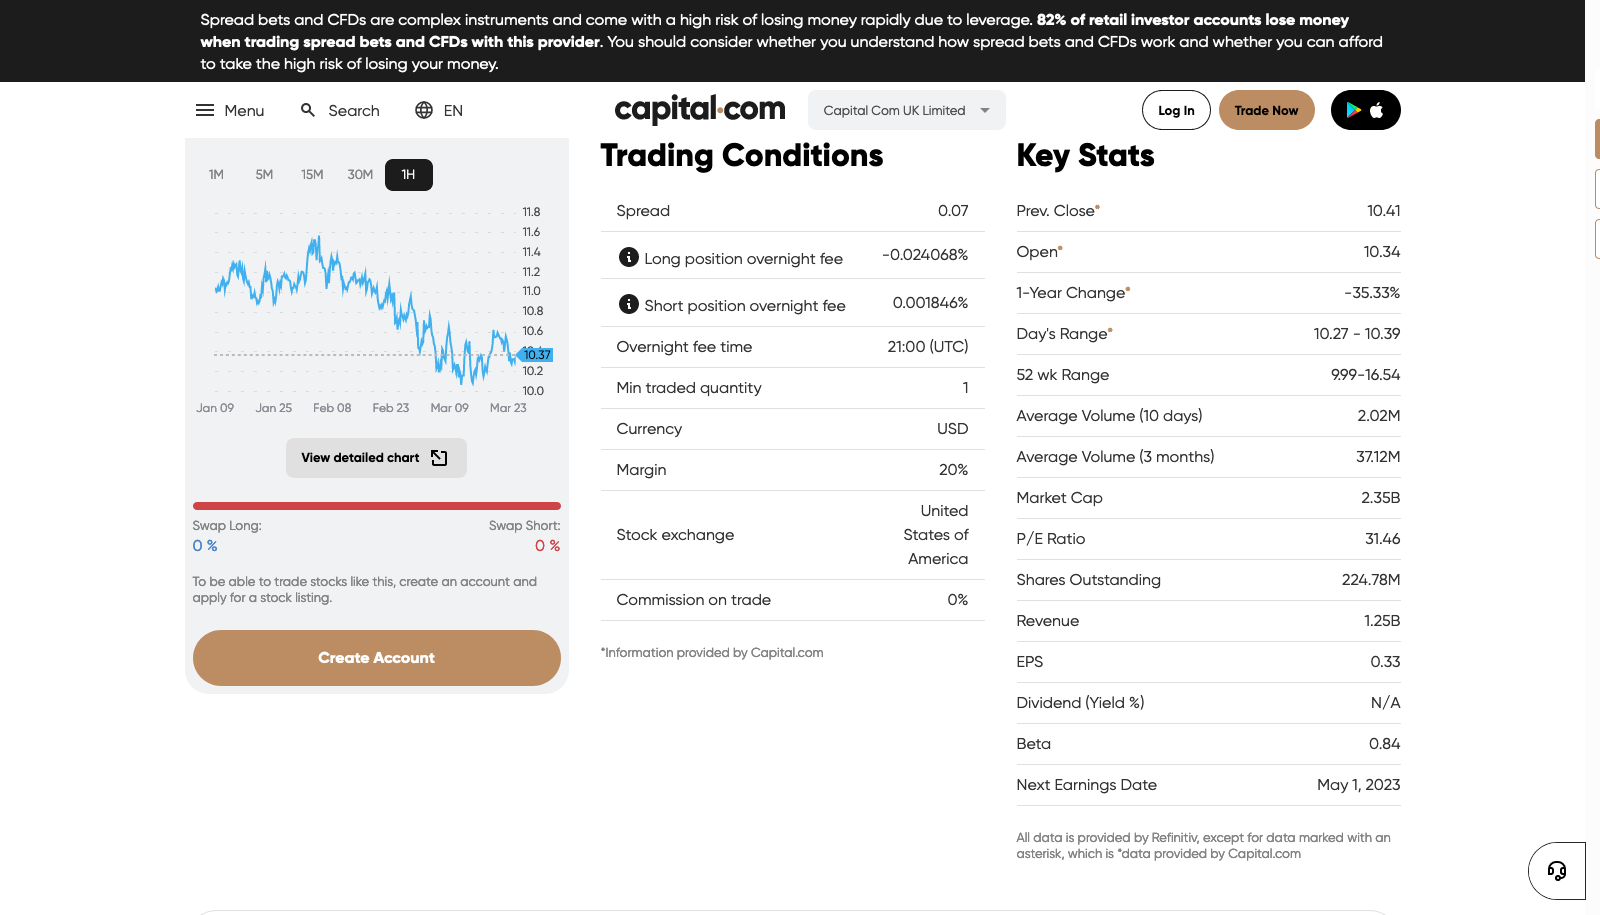 Spread bets and CFDs are complex instruments and come with a high risk of losing money rapidly due to leverage. 82% of retail investor accounts lose money
when trading spread bets and CFDs with this provider. You should consider whether you understand how spread bets and CFDs work and whether you can afford
to take the high risk of losing your money.
Menu Search EN capital.com Capital Com UK Limited Log In Trade Now
1M 5M 15M 30M 1H
11.8
11.6
11.4
11.2
11.0
10.8
10.6
10.37
10.2
10.0
Jan 09 Jan 25 Feb 08 Feb 23 Mar 09 Mar 23
View detailed chart
Swap Long: Swap Short:
0 % 0 %
To be able to trade stocks like this, create an account and
apply for a stock listing.
Create Account
Trading Conditions
Spread 0.07
Long position overnight fee -0.024068%
Short position overnight fee 0.001846%
Overnight fee time 21:00 (UTC)
Min traded quantity 1
Currency USD
Margin 20%
Stock exchange United
States of
America
Commission on trade 0%
*Information provided by Capital.com
Key Stats
Prev. Close* 10.41
Open* 10.34
1-Year Change* -35.33%
Day's Range* 10.27 - 10.39
52 wk Range 9.99-16.54
Average Volume (10 days) 2.02M
Average Volume (3 months) 37.12M
Market Cap 2.35B
P/E Ratio 31.46
Shares Outstanding 224.78M
Revenue 1.25B
EPS 0.33
Dividend (Yield %) N/A
Beta 0.84
Next Earnings Date May 1, 2023
All data is provided by Refinitiv, except for data marked with an
asterisk, which is *data provided by Capital.com